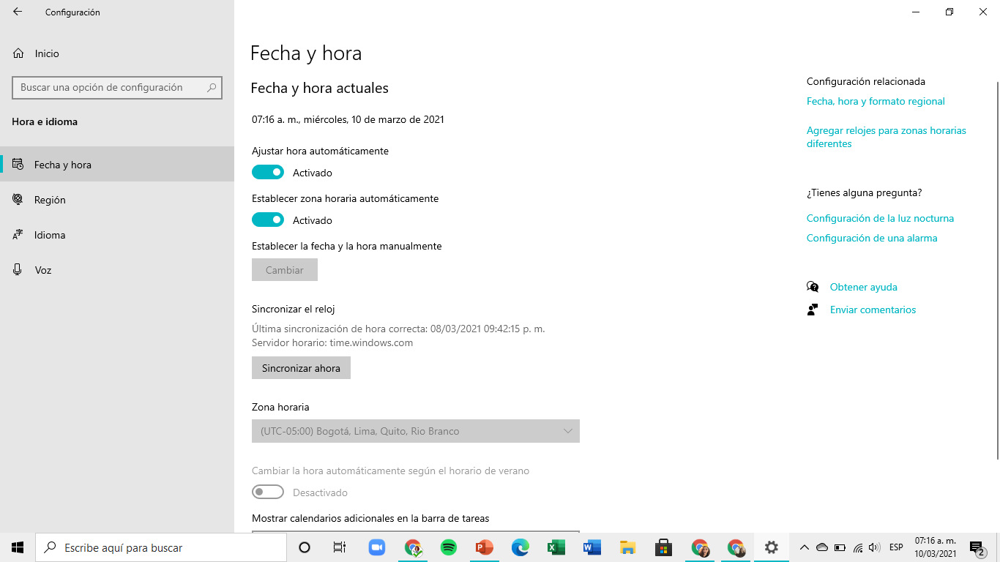 Configuración
Inicio
Buscar una opción de configuración
Hora e idioma
Fecha y hora
Región
Idioma
Voz
Fecha y hora
Fecha y hora actuales
07:16 a. m., miércoles, 10 de marzo de 2021
Ajustar hora automáticamente
Activado
Establecer zona horaria automáticamente
Activado
Establecer la fecha y la hora manualmente
Cambiar
Sincronizar el reloj
Última sincronización de hora correcta: 08/03/2021 09:42:15 p. m.
Servidor horario: time.windows.com
Sincronizar ahora
Zona horaria
(UTC-05:00) Bogotá, Lima, Quito, Rio Branco
Cambiar la hora automáticamente según el horario de verano
Desactivado
Mostrar calendarios adicionales en la barra de tareas
Configuración relacionada
Fecha, hora y formato regional
Agregar relojes para zonas horarias
diferentes
¿Tienes alguna pregunta?
Configuración de la luz nocturna
Configuración de una alarma
Obtener ayuda
Enviar comentarios
Escribe aquí para buscar
ESP
07:16 a. m.
10/03/2021
2